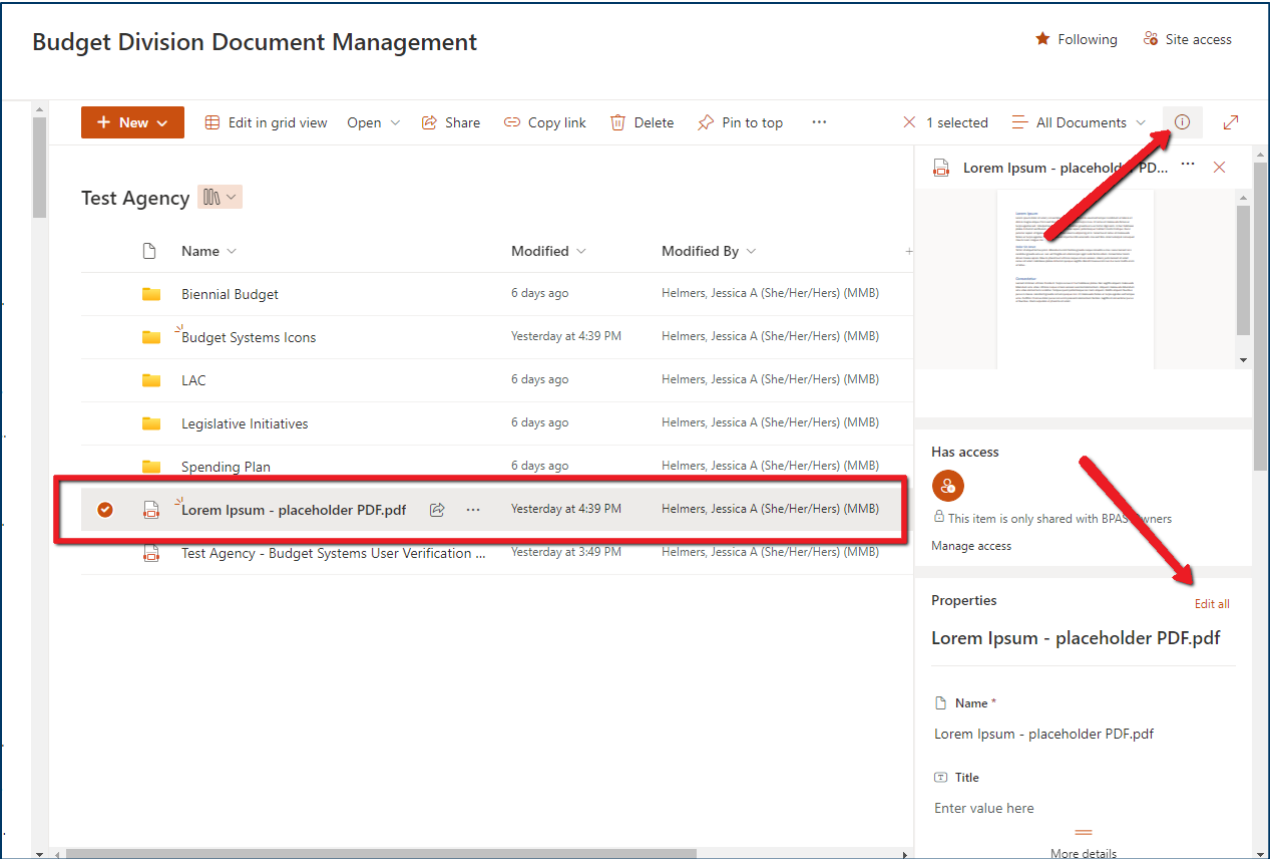 Budget Division Document Management
Following
Site access
+ New
Edit in grid view
Open
Share
Copy link
Delete
Pin to top
...
1 selected
All Documents
Lorem Ipsum - placeholder PD... ...
Test Agency
Name
Modified
Modified By
+
Biennial Budget 6 days ago Helmers, Jessica A (She/Her/Hers) (MMB)
Budget Systems Icons Yesterday at 4:39 PM Helmers, Jessica A (She/Her/Hers) (MMB)
LAC 6 days ago Helmers, Jessica A (She/Her/Hers) (MMB)
Legislative Initiatives 6 days ago Helmers, Jessica A (She/Her/Hers) (MMB)
Spending Plan 6 days ago Helmers, Jessica A (She/Her/Hers) (MMB)
Lorem Ipsum - placeholder PDF.pdf ... Yesterday at 4:39 PM Helmers, Jessica A (She/Her/Hers) (MMB)
Test Agency - Budget Systems User Verification ... Yesterday at 3:49 PM Helmers, Jessica A (She/Her/Hers) (MMB)
Has access
This item is only shared with BPAS Owners
Manage access
Properties
Edit all
Lorem Ipsum - placeholder PDF.pdf
Name *
Lorem Ipsum - placeholder PDF.pdf
Title
Enter value here
More details